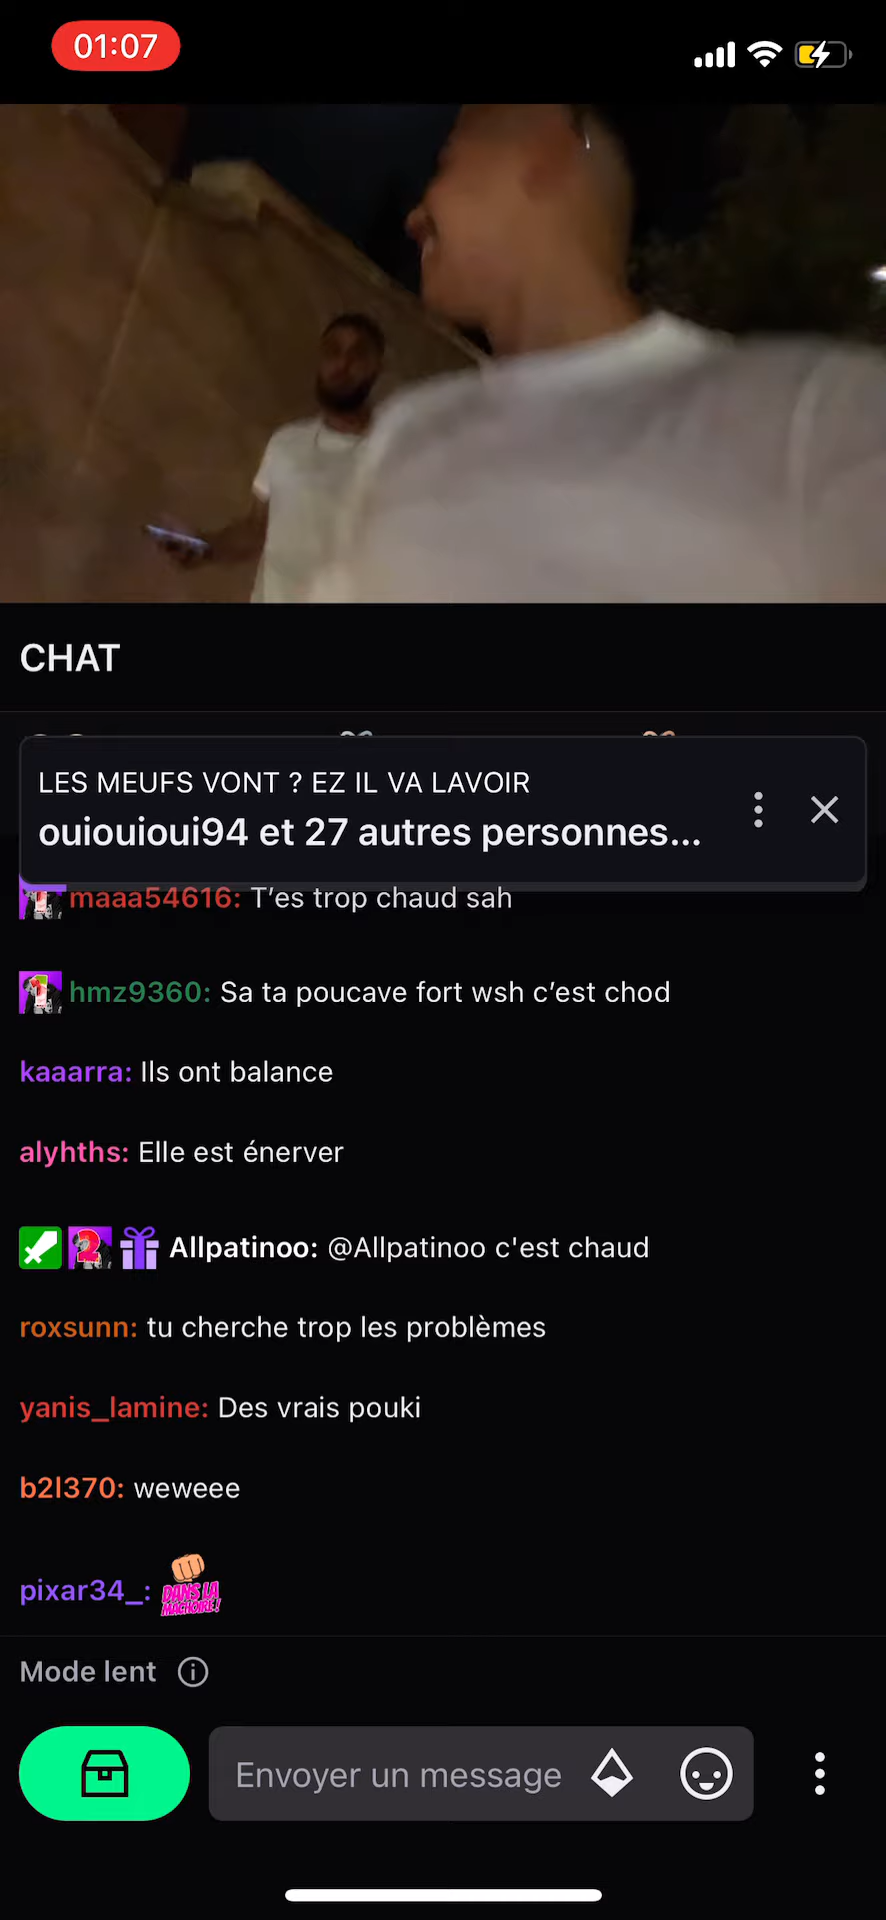 01:07
CHAT
LES MEUFS VONT ? EZ IL VA LAVOIR
ouiouioui94 et 27 autres personnes...
maaa54616: T’es trop chaud sah
hmz9360: Sa ta poucave fort wsh c’est chod
kaaarra: Ils ont balance
alyhths: Elle est énerver
2 Allpatinoo: @Allpatinoo c'est chaud
roxsunn: tu cherche trop les problèmes
yanis_lamine: Des vrais pouki
b2l370: weweee
pixar34_: DANS LA
MACHOIRE!
Mode lent
Envoyer un message